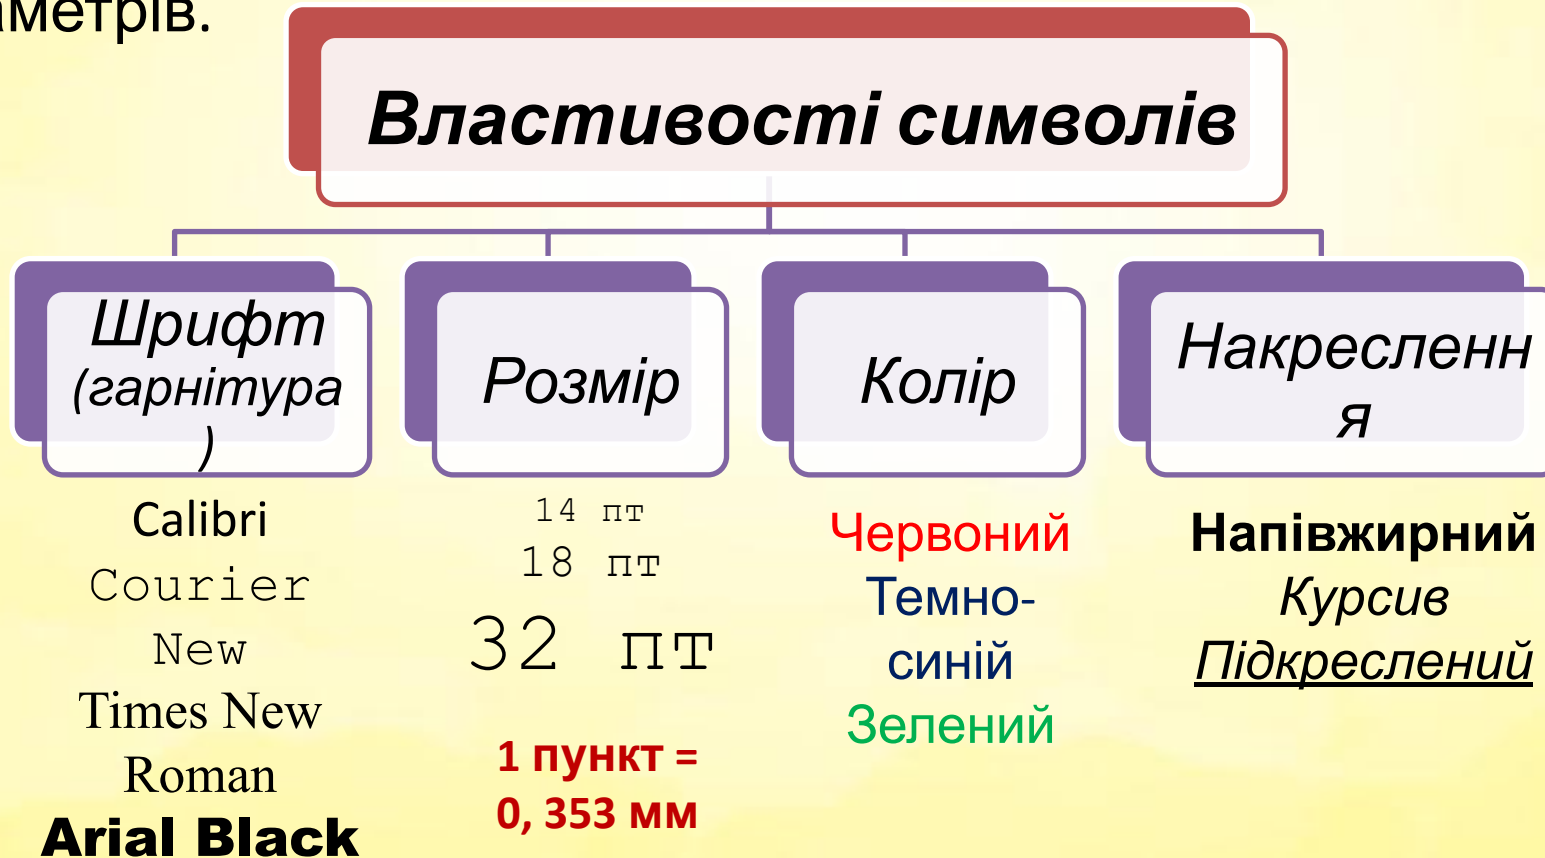 Властивості символів
Шрифт
(гарнітура
)
Розмір
Колір
Накресленн
я
Calibri
Courier
New
Times New
Roman
Arial Black
14 пт
18 пт
32 пт
1 пункт =
0, 353 мм
Червоний
Темно-
синій
Зелений
Напівжирний
Курсив
Підкреслений